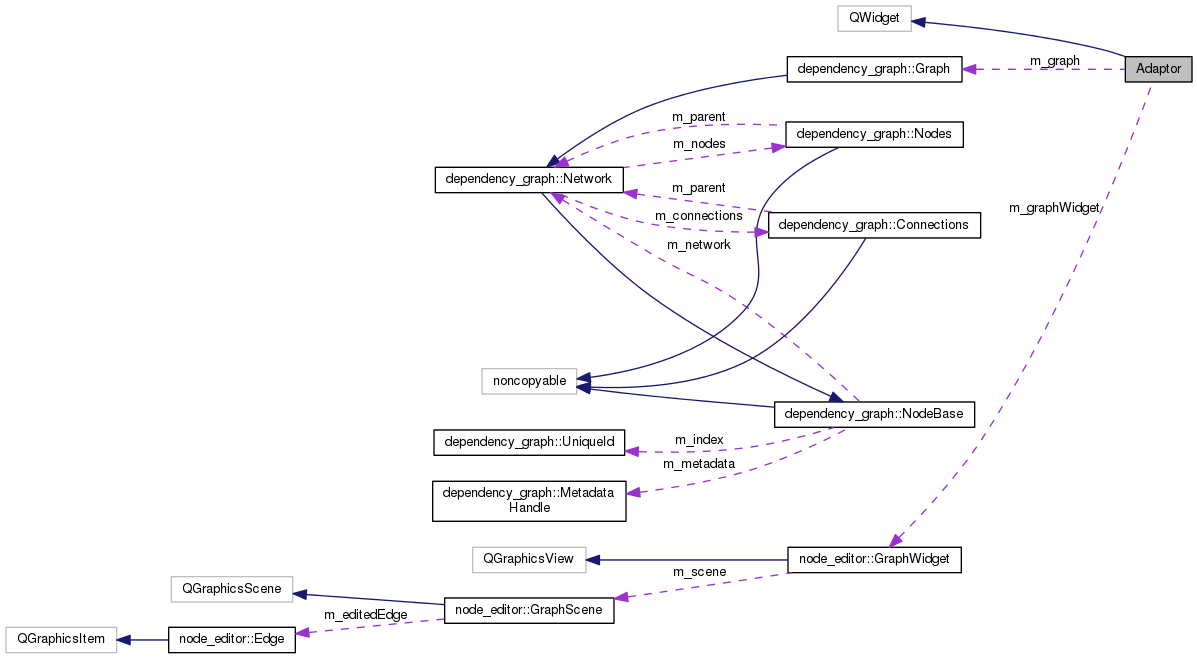 QWidget
Adaptor
dependency_graph::Graph
m_graph
m_parent
dependency_graph::Nodes
m_nodes
dependency_graph::Network
m_parent
m_connections
dependency_graph::Connections
m_graphWidget
m_network
noncopyable
dependency_graph::NodeBase
dependency_graph::UniqueId
m_index
m_metadata
dependency_graph::Metadata
Handle
QGraphicsView
node_editor::GraphWidget
m_scene
QGraphicsScene
node_editor::GraphScene
m_editedEdge
QGraphicsItem
node_editor::Edge